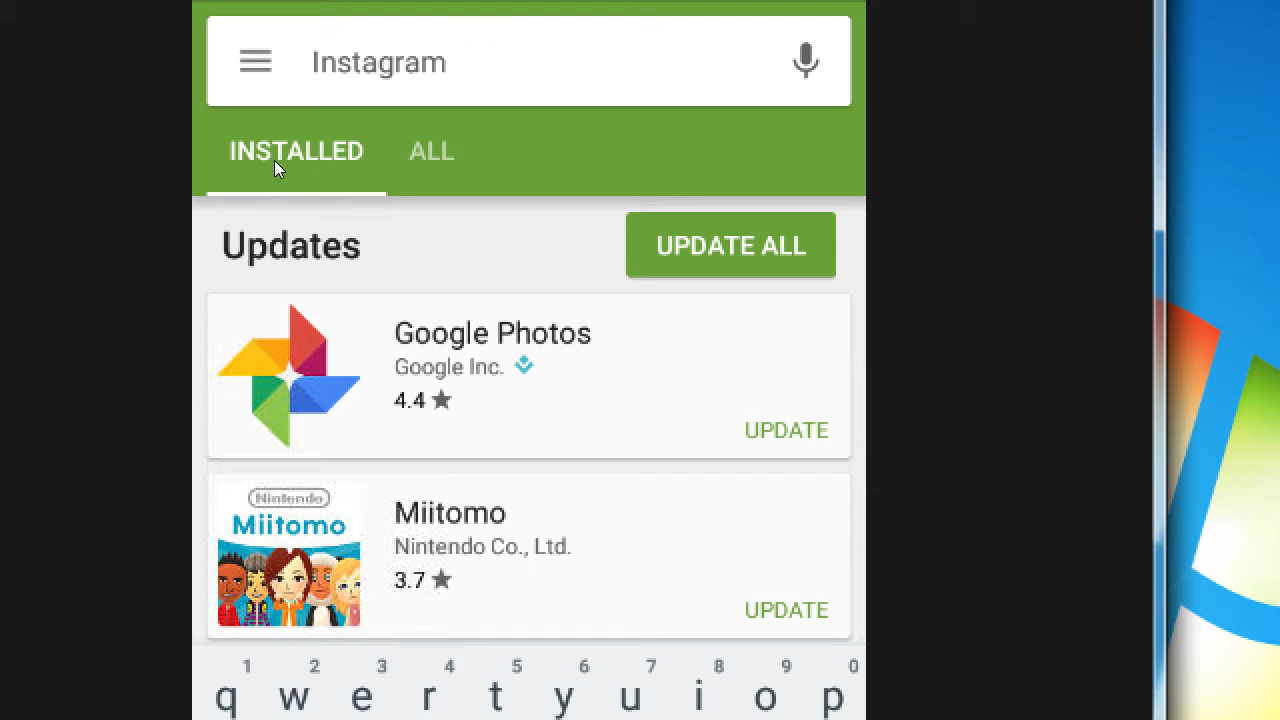 Instagram
INSTALLED ALL
Updates UPDATE ALL
Google Photos
Google Inc.
4.4
UPDATE
Nintendo
Miitomo
Miitomo
Nintendo Co., Ltd.
3.7
UPDATE
1 2 3 4 5 6 7 8 9 0
q w e r t y u i o p